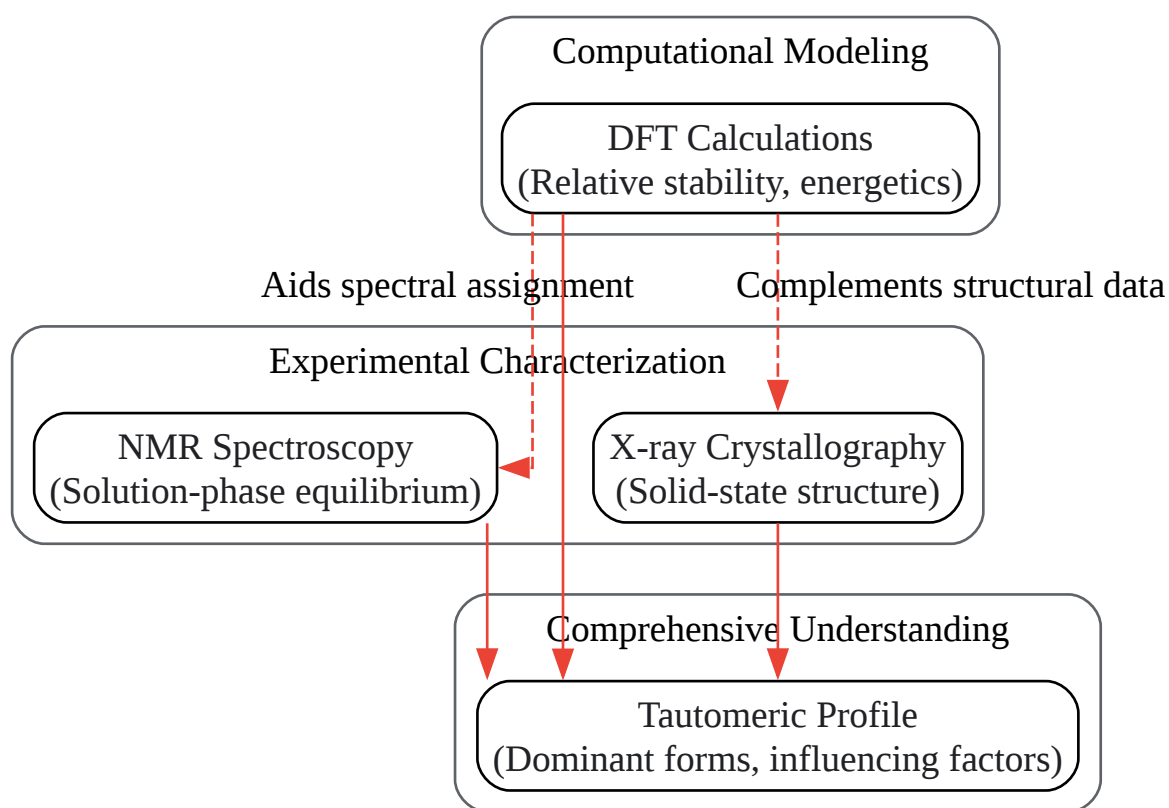 Computational Modeling
DFT Calculations
(Relative stability, energetics)
Aids spectral assignment
Complements structural data
Experimental Characterization
NMR Spectroscopy
(Solution-phase equilibrium)
X-ray Crystallography
(Solid-state structure)
Comprehensive Understanding
Tautomeric Profile
(Dominant forms, influencing factors)